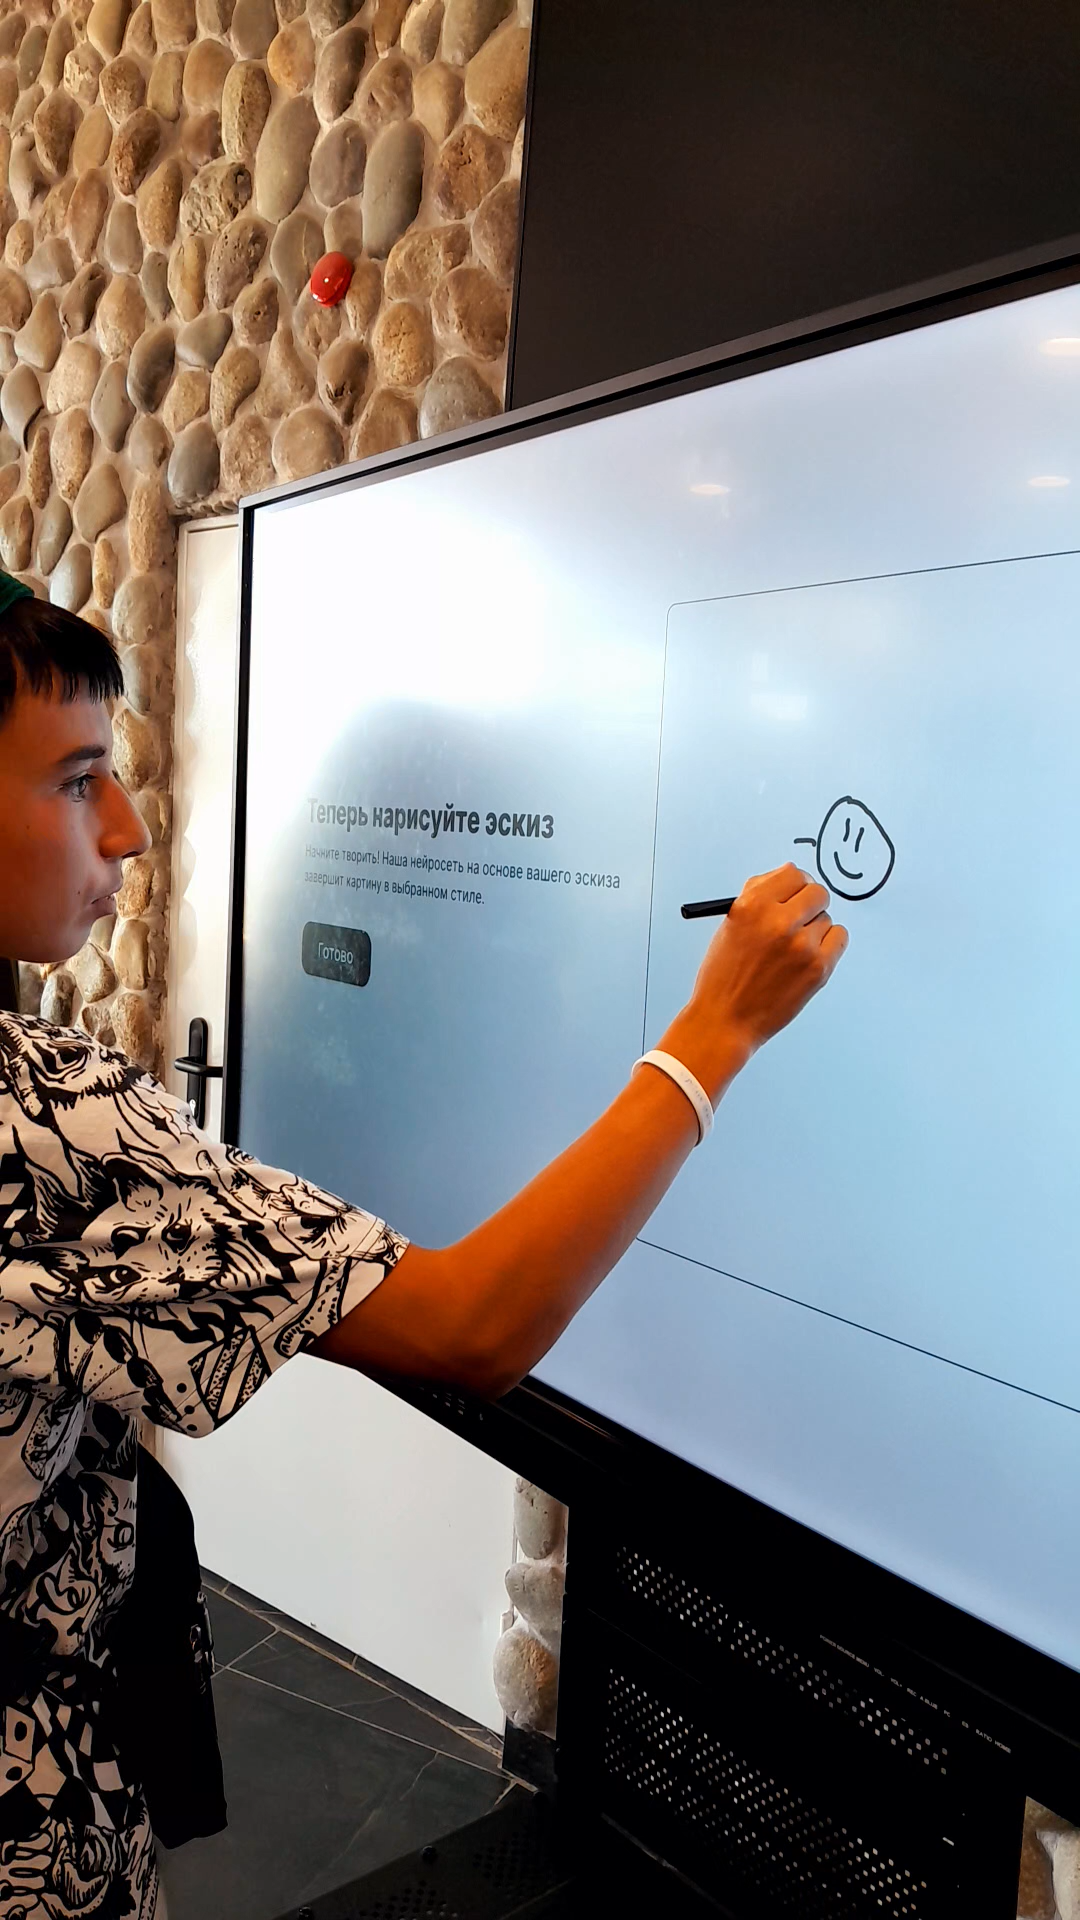 Теперь нарисуйте эскиз
Начните творить! Наша нейросеть на основе вашего эскиза
завершит картину в выбранном стиле.
Готово